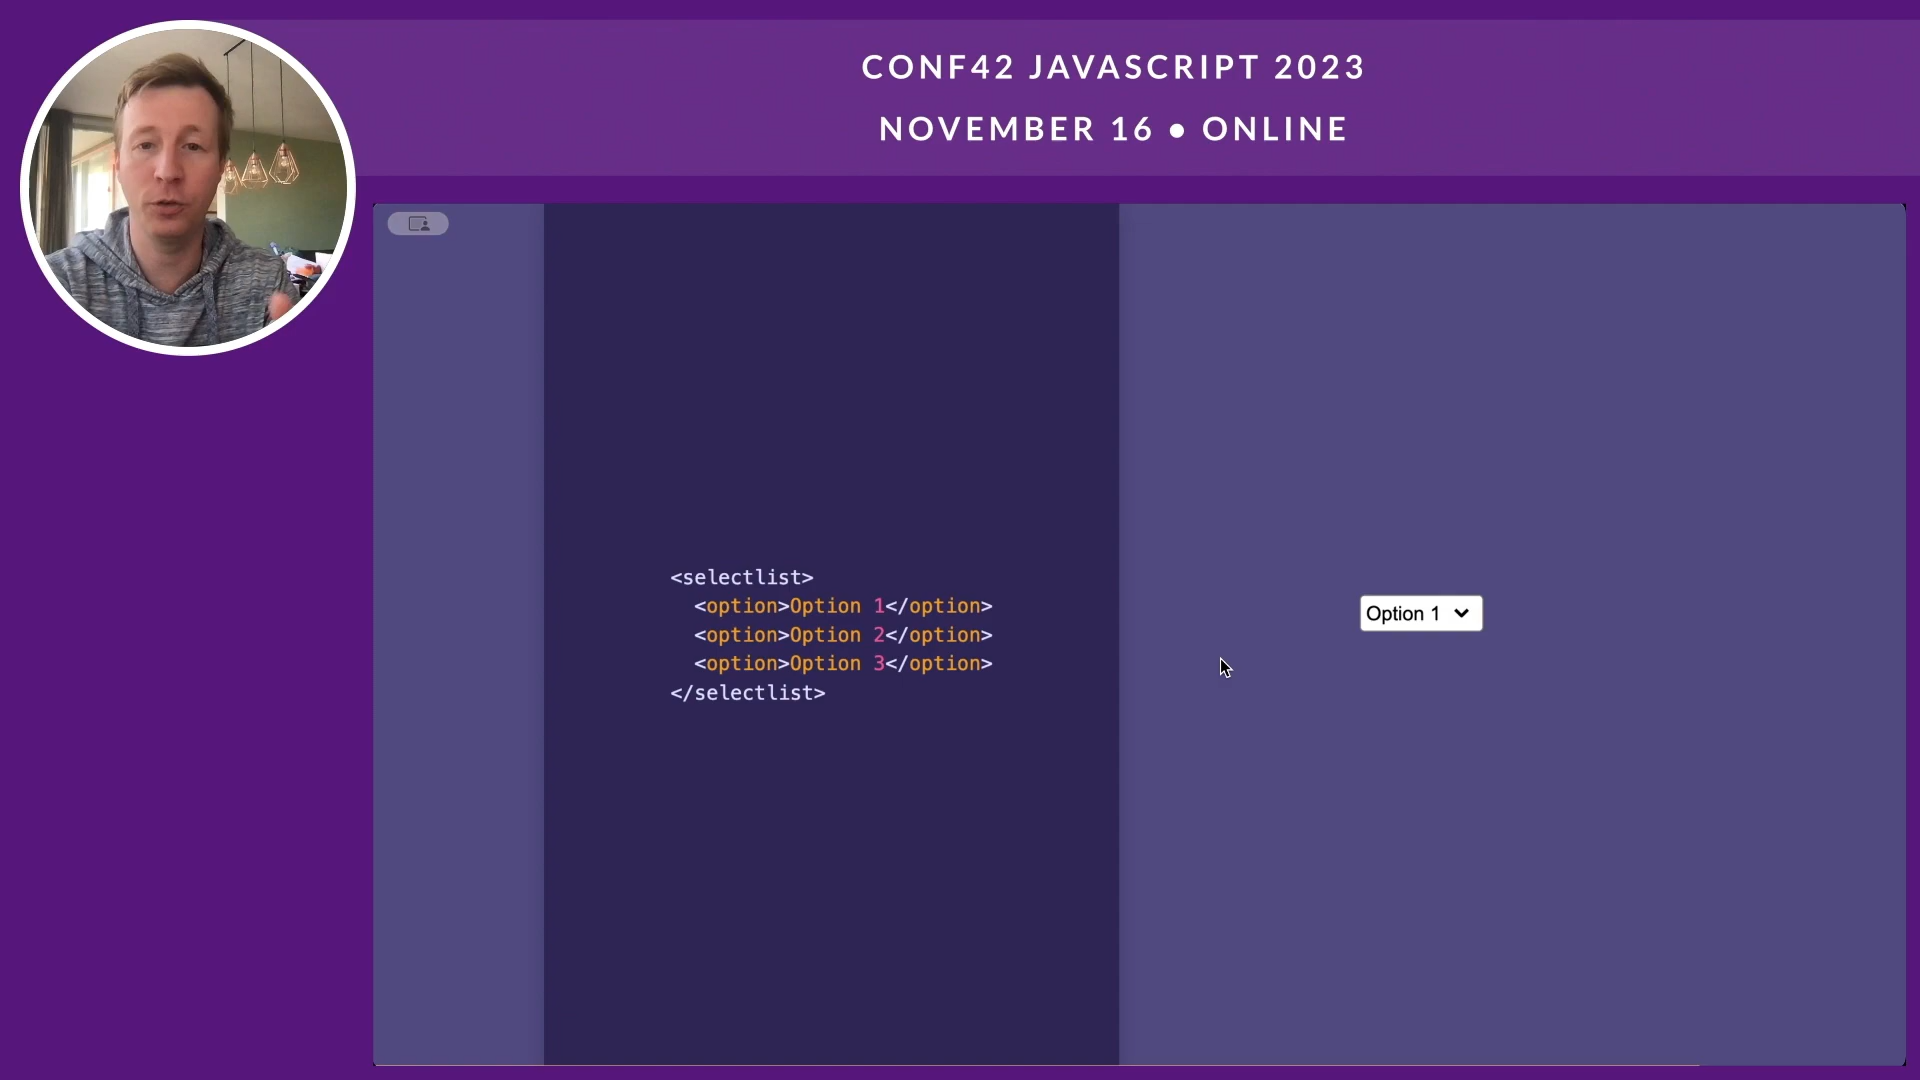 CONF42 JAVASCRIPT 2023
NOVEMBER 16 • ONLINE
<selectlist>
<option>Option 1</option>
<option>Option 2</option>
<option>Option 3</option>
</selectlist>
Option 1